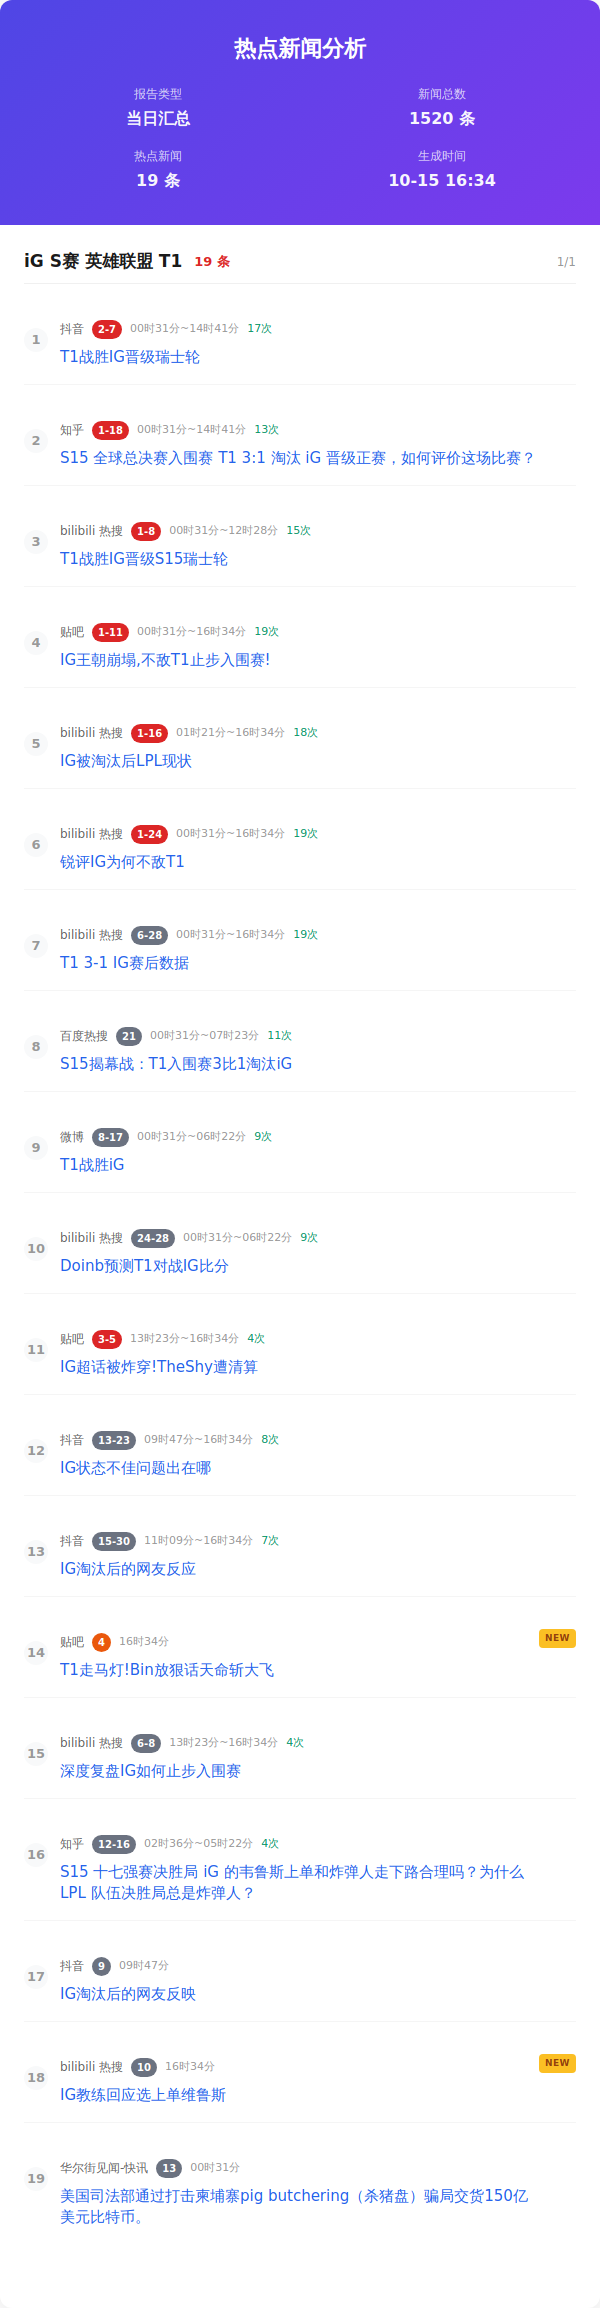 热点新闻分析
报告类型
新闻总数
当日汇总
1520 条
热点新闻
生成时间
19 条
10-15 16:34
iG S赛 英雄联盟 T1 19 条 1/1
1 抖音 2-7 00时31分~14时41分 17次
T1战胜IG晋级瑞士轮
2 知乎 1-18 00时31分~14时41分 13次
S15 全球总决赛入围赛 T1 3:1 淘汰 iG 晋级正赛，如何评价这场比赛？
3 bilibili 热搜 1-8 00时31分~12时28分 15次
T1战胜IG晋级S15瑞士轮
4 贴吧 1-11 00时31分~16时34分 19次
IG王朝崩塌,不敌T1止步入围赛!
5 bilibili 热搜 1-16 01时21分~16时34分 18次
IG被淘汰后LPL现状
6 bilibili 热搜 1-24 00时31分~16时34分 19次
锐评IG为何不敌T1
7 bilibili 热搜 6-28 00时31分~16时34分 19次
T1 3-1 IG赛后数据
8 百度热搜 21 00时31分~07时23分 11次
S15揭幕战：T1入围赛3比1淘汰iG
9 微博 8-17 00时31分~06时22分 9次
T1战胜iG
10 bilibili 热搜 24-28 00时31分~06时22分 9次
Doinb预测T1对战IG比分
11 贴吧 3-5 13时23分~16时34分 4次
IG超话被炸穿!TheShy遭清算
12 抖音 13-23 09时47分~16时34分 8次
IG状态不佳问题出在哪
13 抖音 15-30 11时09分~16时34分 7次
IG淘汰后的网友反应
14 贴吧 4 16时34分 NEW
T1走马灯!Bin放狠话天命斩大飞
15 bilibili 热搜 6-8 13时23分~16时34分 4次
深度复盘IG如何止步入围赛
16 知乎 12-16 02时36分~05时22分 4次
S15 十七强赛决胜局 iG 的韦鲁斯上单和炸弹人走下路合理吗？为什么
LPL 队伍决胜局总是炸弹人？
17 抖音 9 09时47分
IG淘汰后的网友反映
18 bilibili 热搜 10 16时34分 NEW
IG教练回应选上单维鲁斯
19 华尔街见闻-快讯 13 00时31分
美国司法部通过打击柬埔寨pig butchering（杀猪盘）骗局交货150亿
美元比特币。